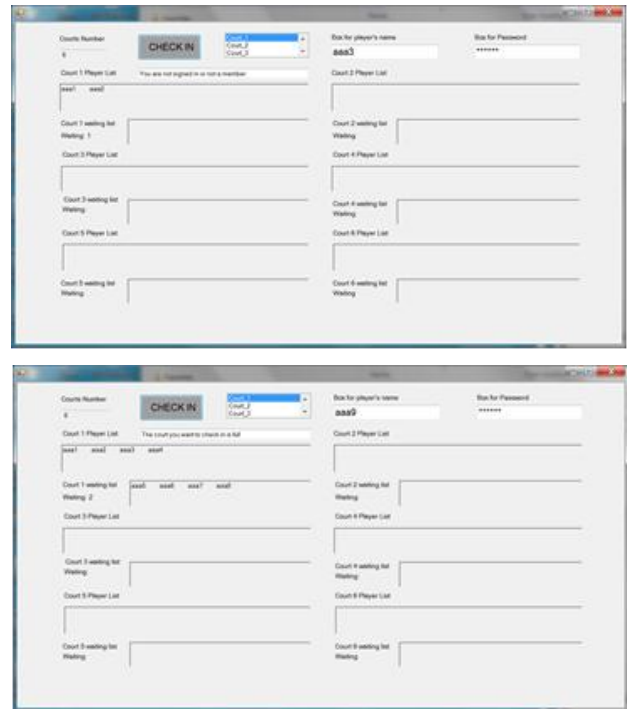 Courts Number
6
CHECK IN
Court_1
Court_2
Court_3
Box for player's name
aaa3
Box for Password
******
Court 1 Player List
You are not signed in or not a member
aaa1 aaa2
Court 2 Player List
Court 1 waiting list
Waiting: 1
Court 2 waiting list
Waiting
Court 3 Player List
Court 4 Player List
Court 3 waiting list
Waiting:
Court 4 waiting list
Waiting:
Court 5 Player List
Court 6 Player List
Court 5 waiting list
Waiting:
Court 6 waiting list
Waiting
Courts Number
6
CHECK IN
Court_1
Court_2
Court_3
Box for player's name
aaa9
Box for Password
******
Court 1 Player List
The court you want to check in is full
aaa1 aaa2 aaa3 aaa4
Court 2 Player List
Court 1 waiting list
Waiting: 2
aaa5 aaa6 aaa7 aaa8
Court 2 waiting list
Waiting:
Court 3 Player List
Court 4 Player List
Court 3 waiting list
Waiting:
Court 4 waiting list
Waiting:
Court 5 Player List
Court 6 Player List
Court 5 waiting list
Waiting:
Court 6 waiting list
Waiting